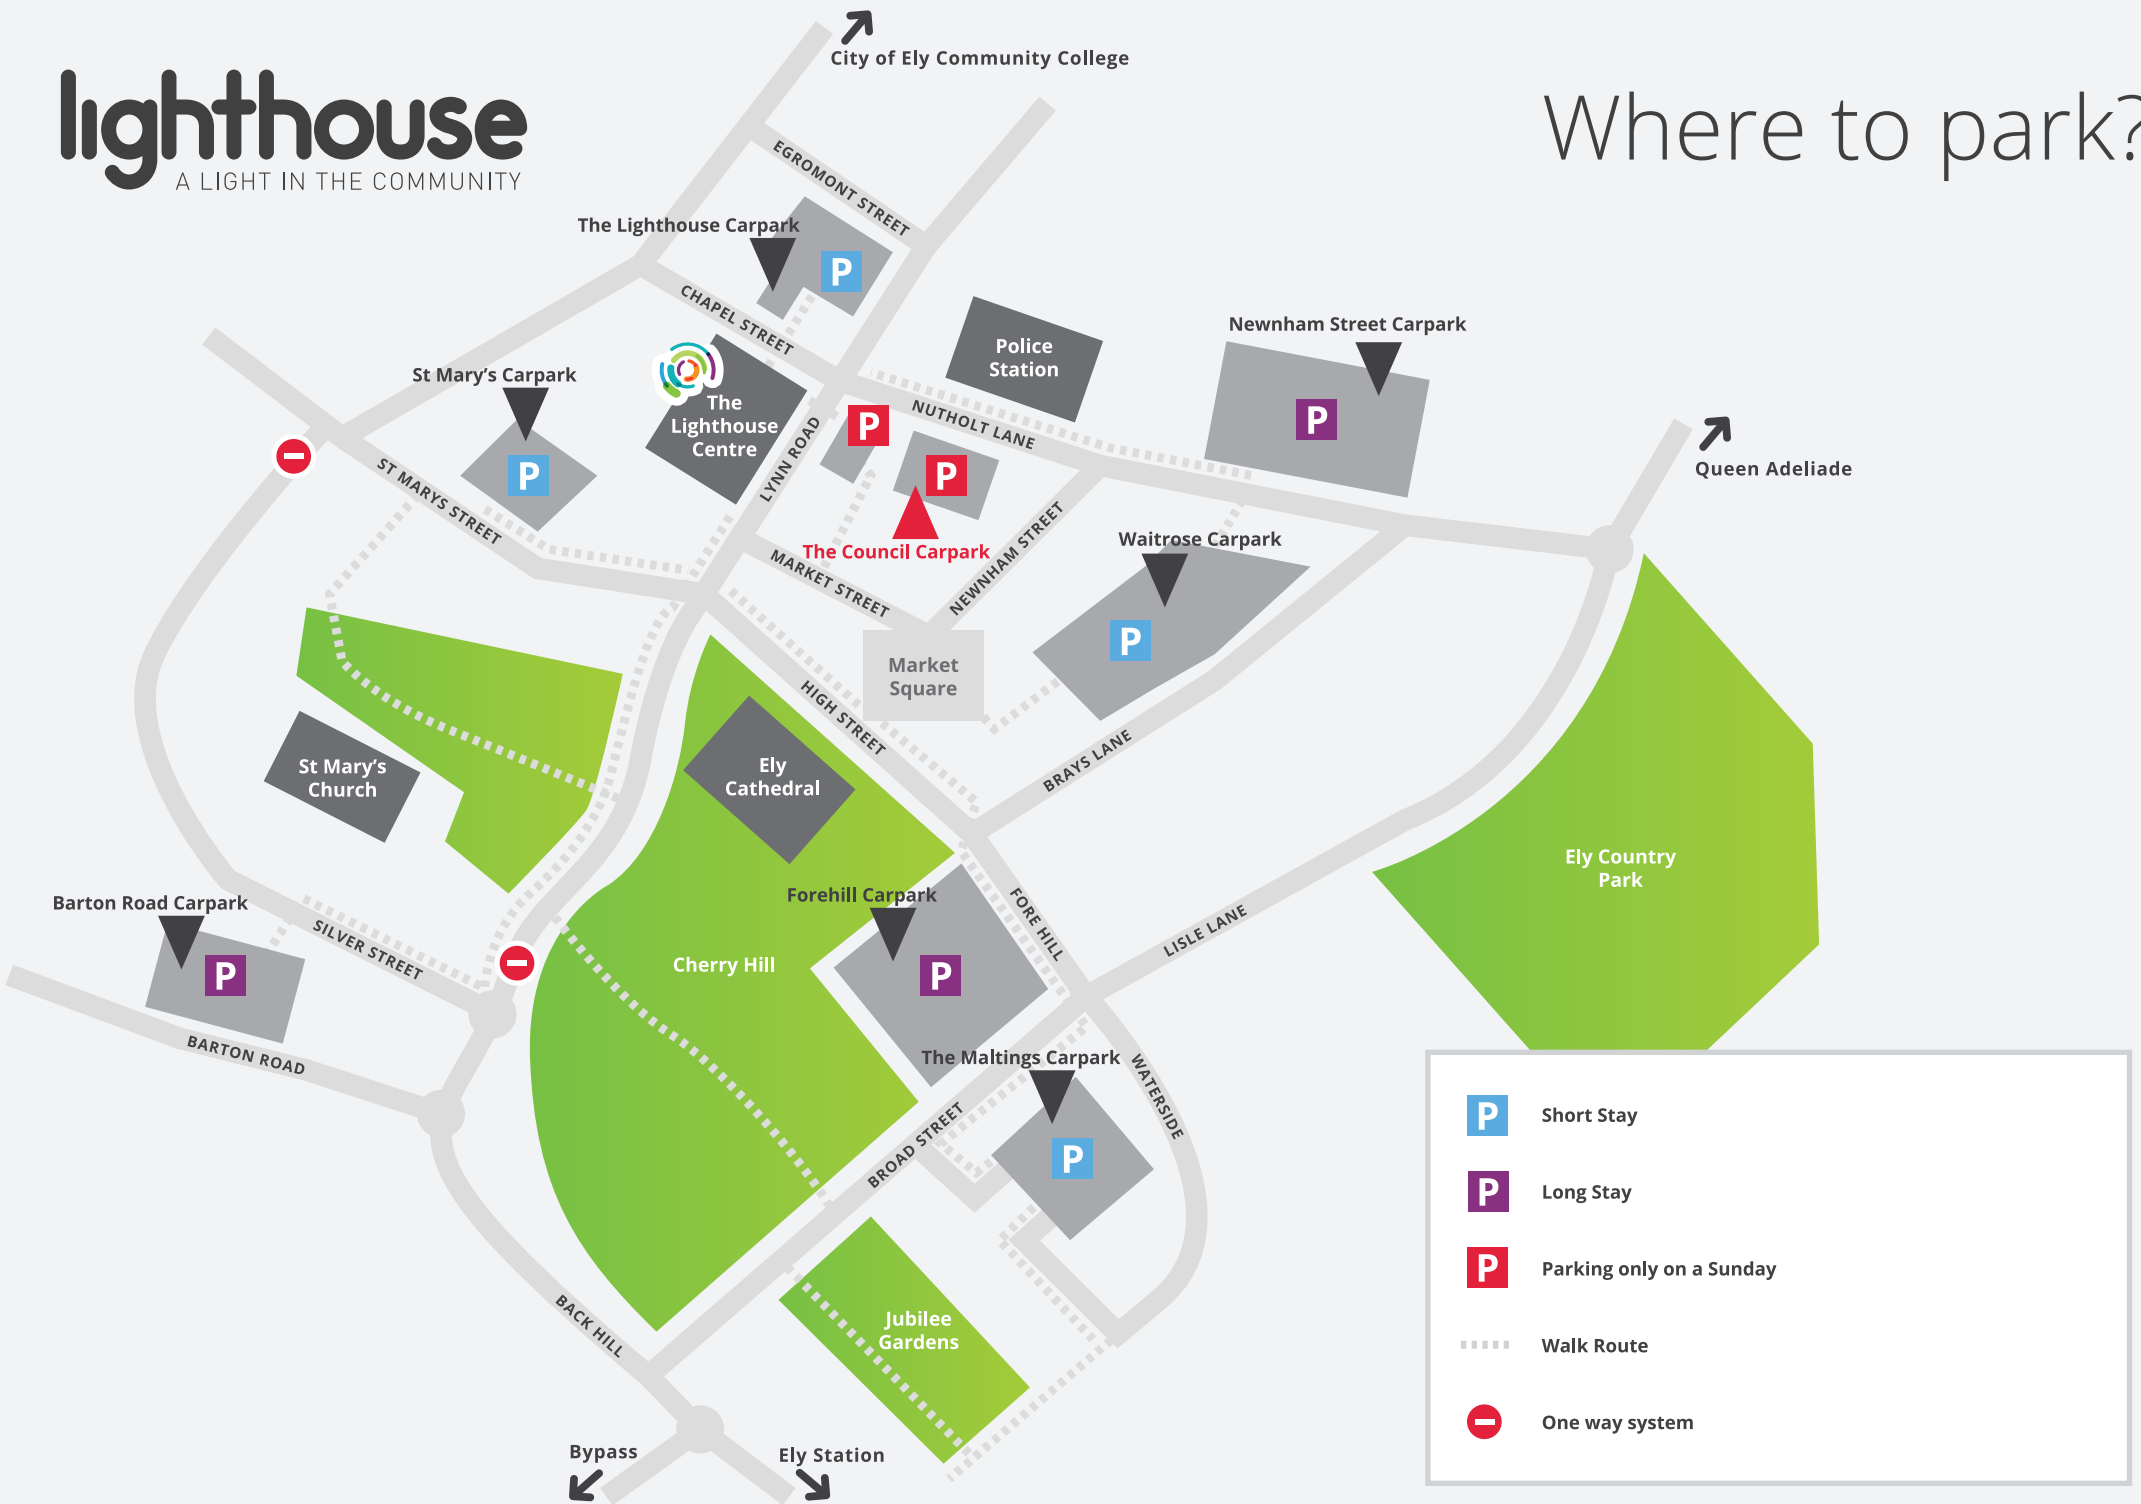 City of Ely Community College
lighthouse
A LIGHT IN THE COMMUNITY
Where to park?
EGROMONT STREET
The Lighthouse Carpark
P
CHAPEL STREET
Police
Station
Newnham Street Carpark
P
St Mary's Carpark
P
The
Lighthouse
Centre
LYNN ROAD
P
NUTHOLT LANE
P
The Council Carpark
Queen Adeliade
ST MARYS STREET
MARKET STREET
NEWNHAM STREET
Waitrose Carpark
P
Market
Square
HIGH STREET
BRAYS LANE
St Mary's
Church
Ely
Cathedral
Ely Country
Park
Barton Road Carpark
P
SILVER STREET
BARTON ROAD
Cherry Hill
Forehill Carpark
P
FORE HILL
LISLE LANE
The Maltings Carpark
P
WATERSIDE
BROAD STREET
BACK HILL
Jubilee
Gardens
Bypass
Ely Station
P Short Stay
P Long Stay
P Parking only on a Sunday
Walk Route
One way system